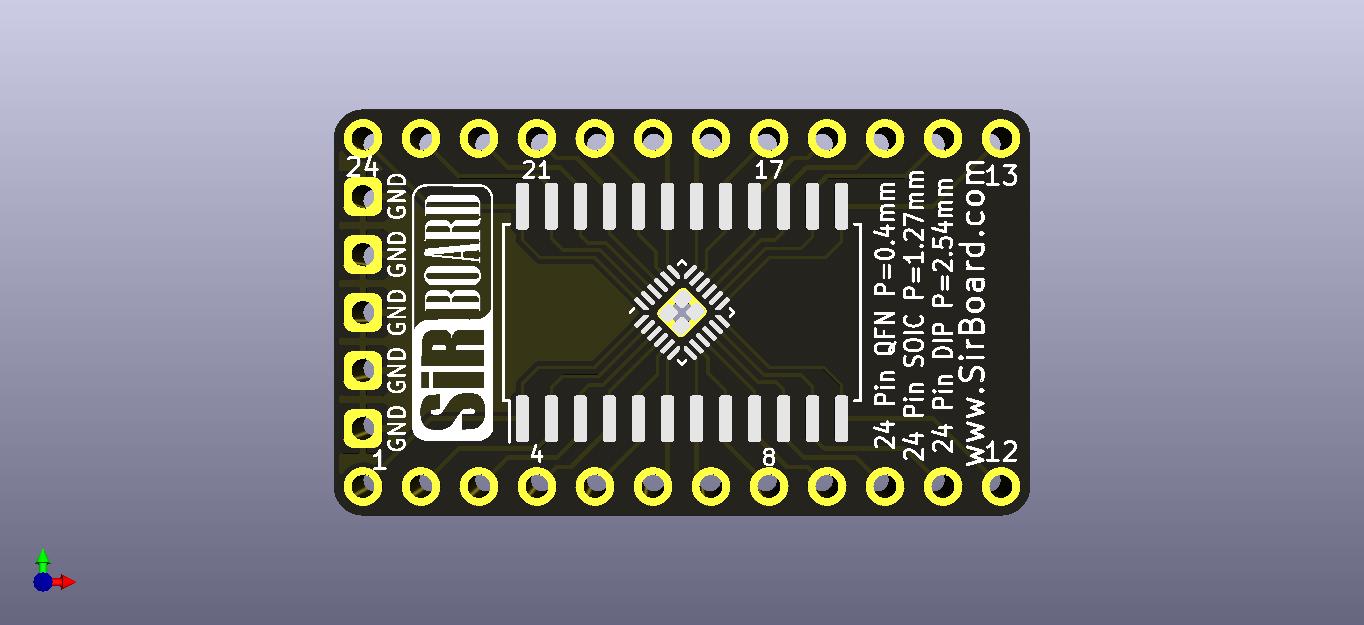 24
21
17
13
GND
GND
GND
GND
GND
SiR BOARD
24 Pin QFN P=0.4mm
24 Pin SOIC P=1.27mm
24 Pin DIP P=2.54mm
www.SirBoard.com
1
4
8
12